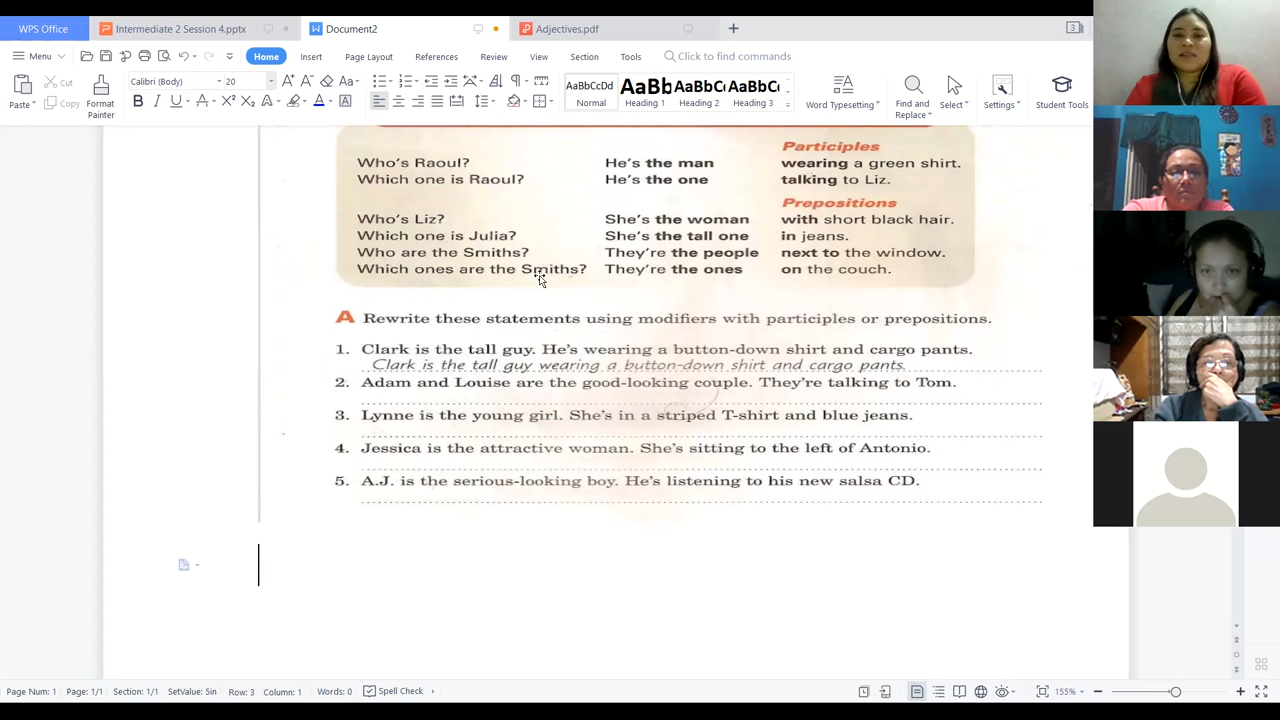 WPS Office
Intermediate 2 Session 4.pptx
Document2
Adjectives.pdf
3
Menu
Home
Insert
Page Layout
References
Review
View
Section
Tools
Click to find commands
Paste
Cut
Copy
Format Painter
Calibri (Body)
20
AaBbCcDd
Normal
AaBb
Heading 1
AaBbC
Heading 2
AaBbC
Heading 3
Word Typesetting
Find and Replace
Select
Settings
Student Tools
Participles
Who's Raoul? He's the man wearing a green shirt.
Which one is Raoul? He's the one talking to Liz.
Prepositions
Who's Liz? She's the woman with short black hair.
Which one is Julia? She's the tall one in jeans.
Who are the Smiths? They're the people next to the window.
Which ones are the Smiths? They're the ones on the couch.
A Rewrite these statements using modifiers with participles or prepositions.
1. Clark is the tall guy. He's wearing a button-down shirt and cargo pants.
Clark is the tall guy wearing a button-down shirt and cargo pants.
2. Adam and Louise are the good-looking couple. They're talking to Tom.
3. Lynne is the young girl. She's in a striped T-shirt and blue jeans.
4. Jessica is the attractive woman. She's sitting to the left of Antonio.
5. A.J. is the serious-looking boy. He's listening to his new salsa CD.
Page Num: 1 Page: 1/1 Section: 1/1 SetValue: 5in Row: 3 Column: 1 Words: 0 Spell Check 155%